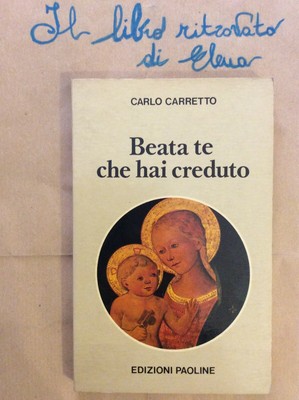 Il libro ritrovato
di Elena
CARLO CARRETTO
Beata te
che hai creduto
EDIZIONI PAOLINE